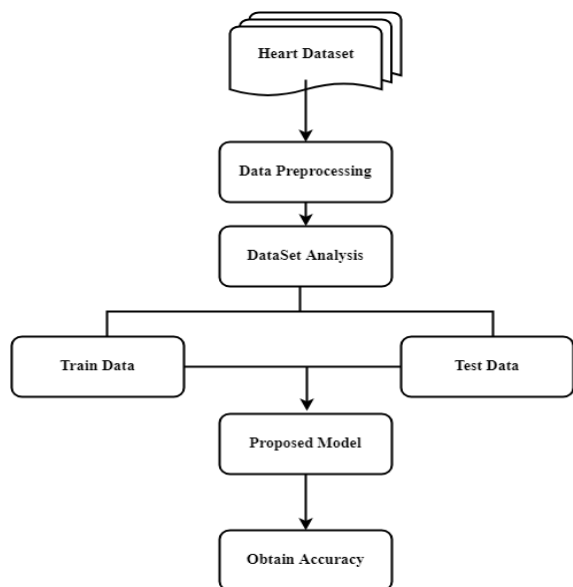 Heart Dataset
Data Preprocessing
DataSet Analysis
Train Data
Test Data
Proposed Model
Obtain Accuracy